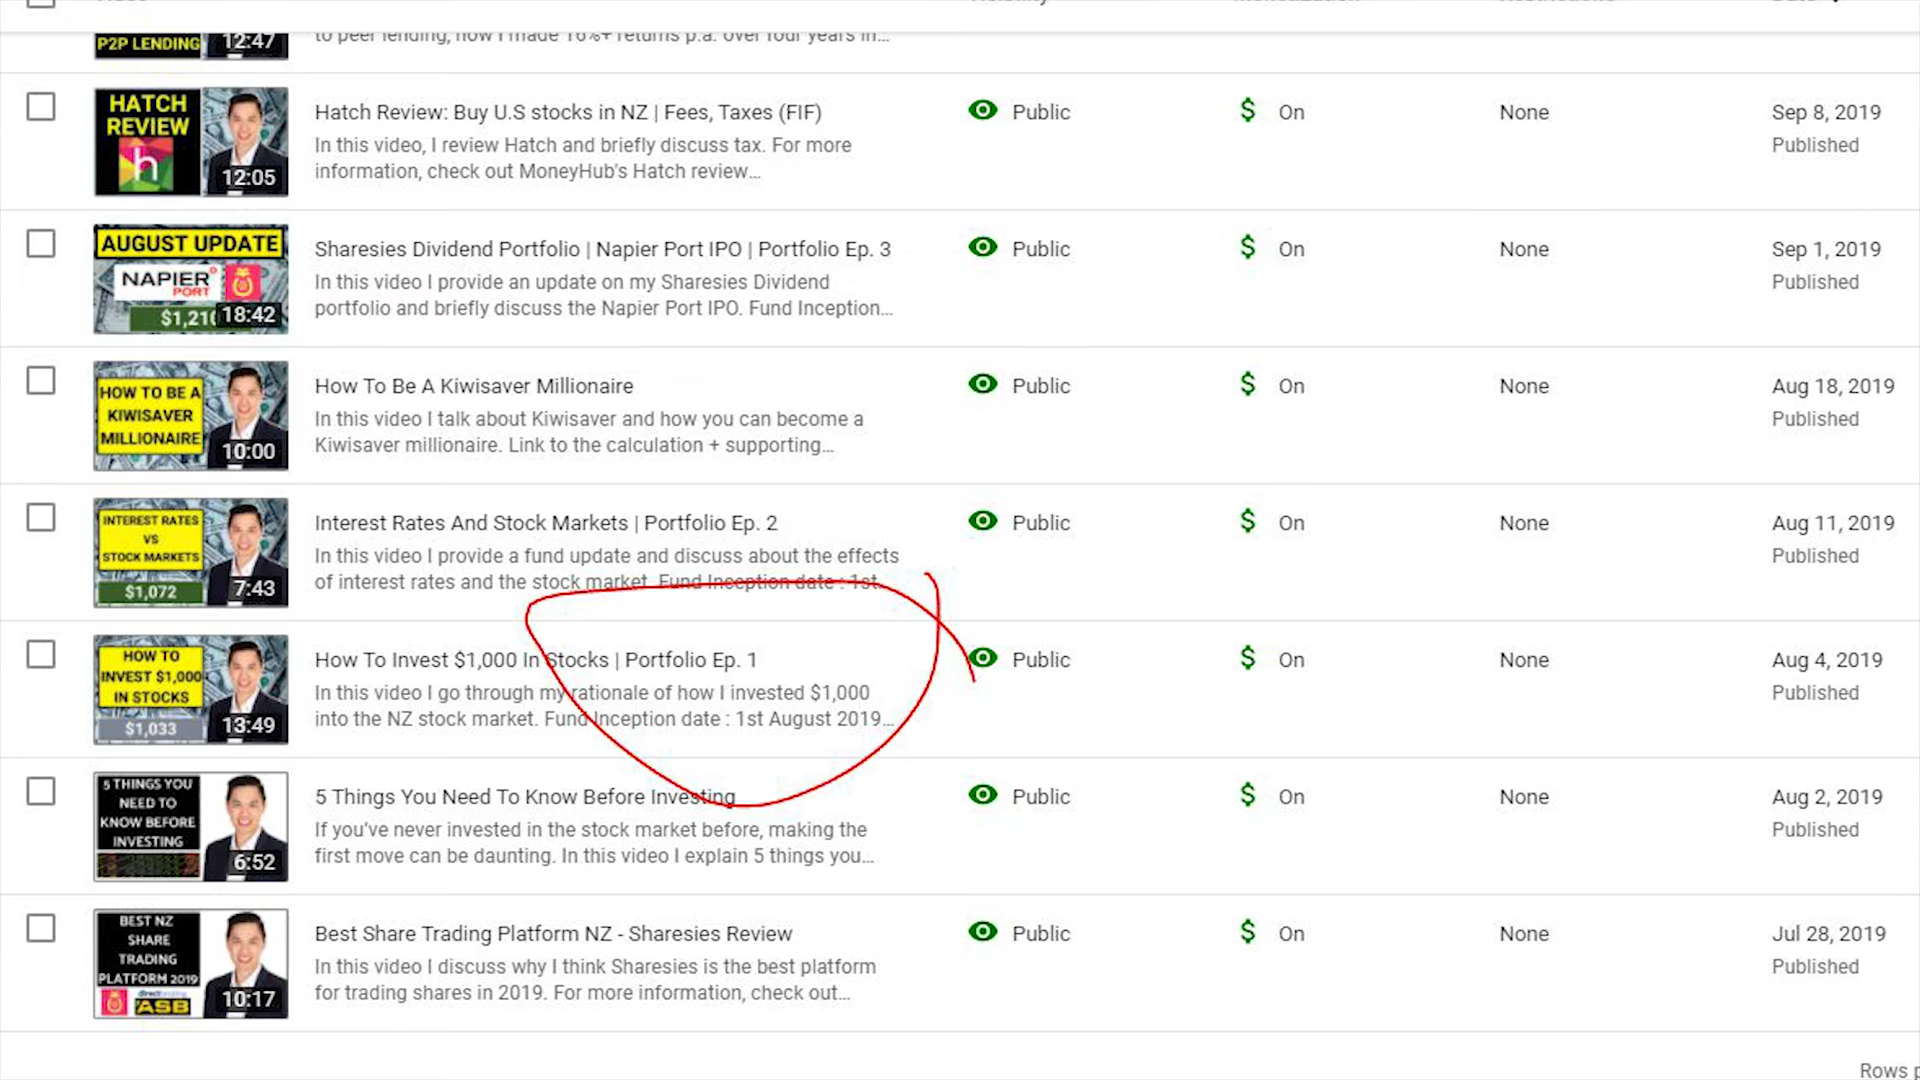 P2P LENDING
12:47
to peer lending, how I made 16%+ returns p.a. over four years in...
HATCH
REVIEW
h
12:05
Hatch Review: Buy U.S stocks in NZ | Fees, Taxes (FIF)
In this video, I review Hatch and briefly discuss tax. For more
information, check out MoneyHub's Hatch review...
Public
On
None
Sep 8, 2019
Published
AUGUST UPDATE
NAPIER
PORT
$1,210
18:42
Sharesies Dividend Portfolio | Napier Port IPO | Portfolio Ep. 3
In this video I provide an update on my Sharesies Dividend
portfolio and briefly discuss the Napier Port IPO. Fund Inception...
Public
On
None
Sep 1, 2019
Published
HOW TO BE A
KIWISAVER
MILLIONAIRE
10:00
How To Be A Kiwisaver Millionaire
In this video I talk about Kiwisaver and how you can become a
Kiwisaver millionaire. Link to the calculation + supporting...
Public
On
None
Aug 18, 2019
Published
INTEREST RATES
VS
STOCK MARKETS
$1,072
7:43
Interest Rates And Stock Markets | Portfolio Ep. 2
In this video I provide a fund update and discuss about the effects
of interest rates and the stock market. Fund Inception date : 1st...
Public
On
None
Aug 11, 2019
Published
HOW TO
INVEST $1,000
IN STOCKS
$1,033
13:49
How To Invest $1,000 In Stocks | Portfolio Ep. 1
In this video I go through my rationale of how I invested $1,000
into the NZ stock market. Fund Inception date : 1st August 2019...
Public
On
None
Aug 4, 2019
Published
5 THINGS YOU
NEED TO
KNOW BEFORE
INVESTING
6:52
5 Things You Need To Know Before Investing
If you've never invested in the stock market before, making the
first move can be daunting. In this video I explain 5 things you...
Public
On
None
Aug 2, 2019
Published
BEST NZ
SHARE
TRADING
PLATFORM 2019
ASB
10:17
Best Share Trading Platform NZ - Sharesies Review
In this video I discuss why I think Sharesies is the best platform
for trading shares in 2019. For more information, check out...
Public
On
None
Jul 28, 2019
Published
Rows